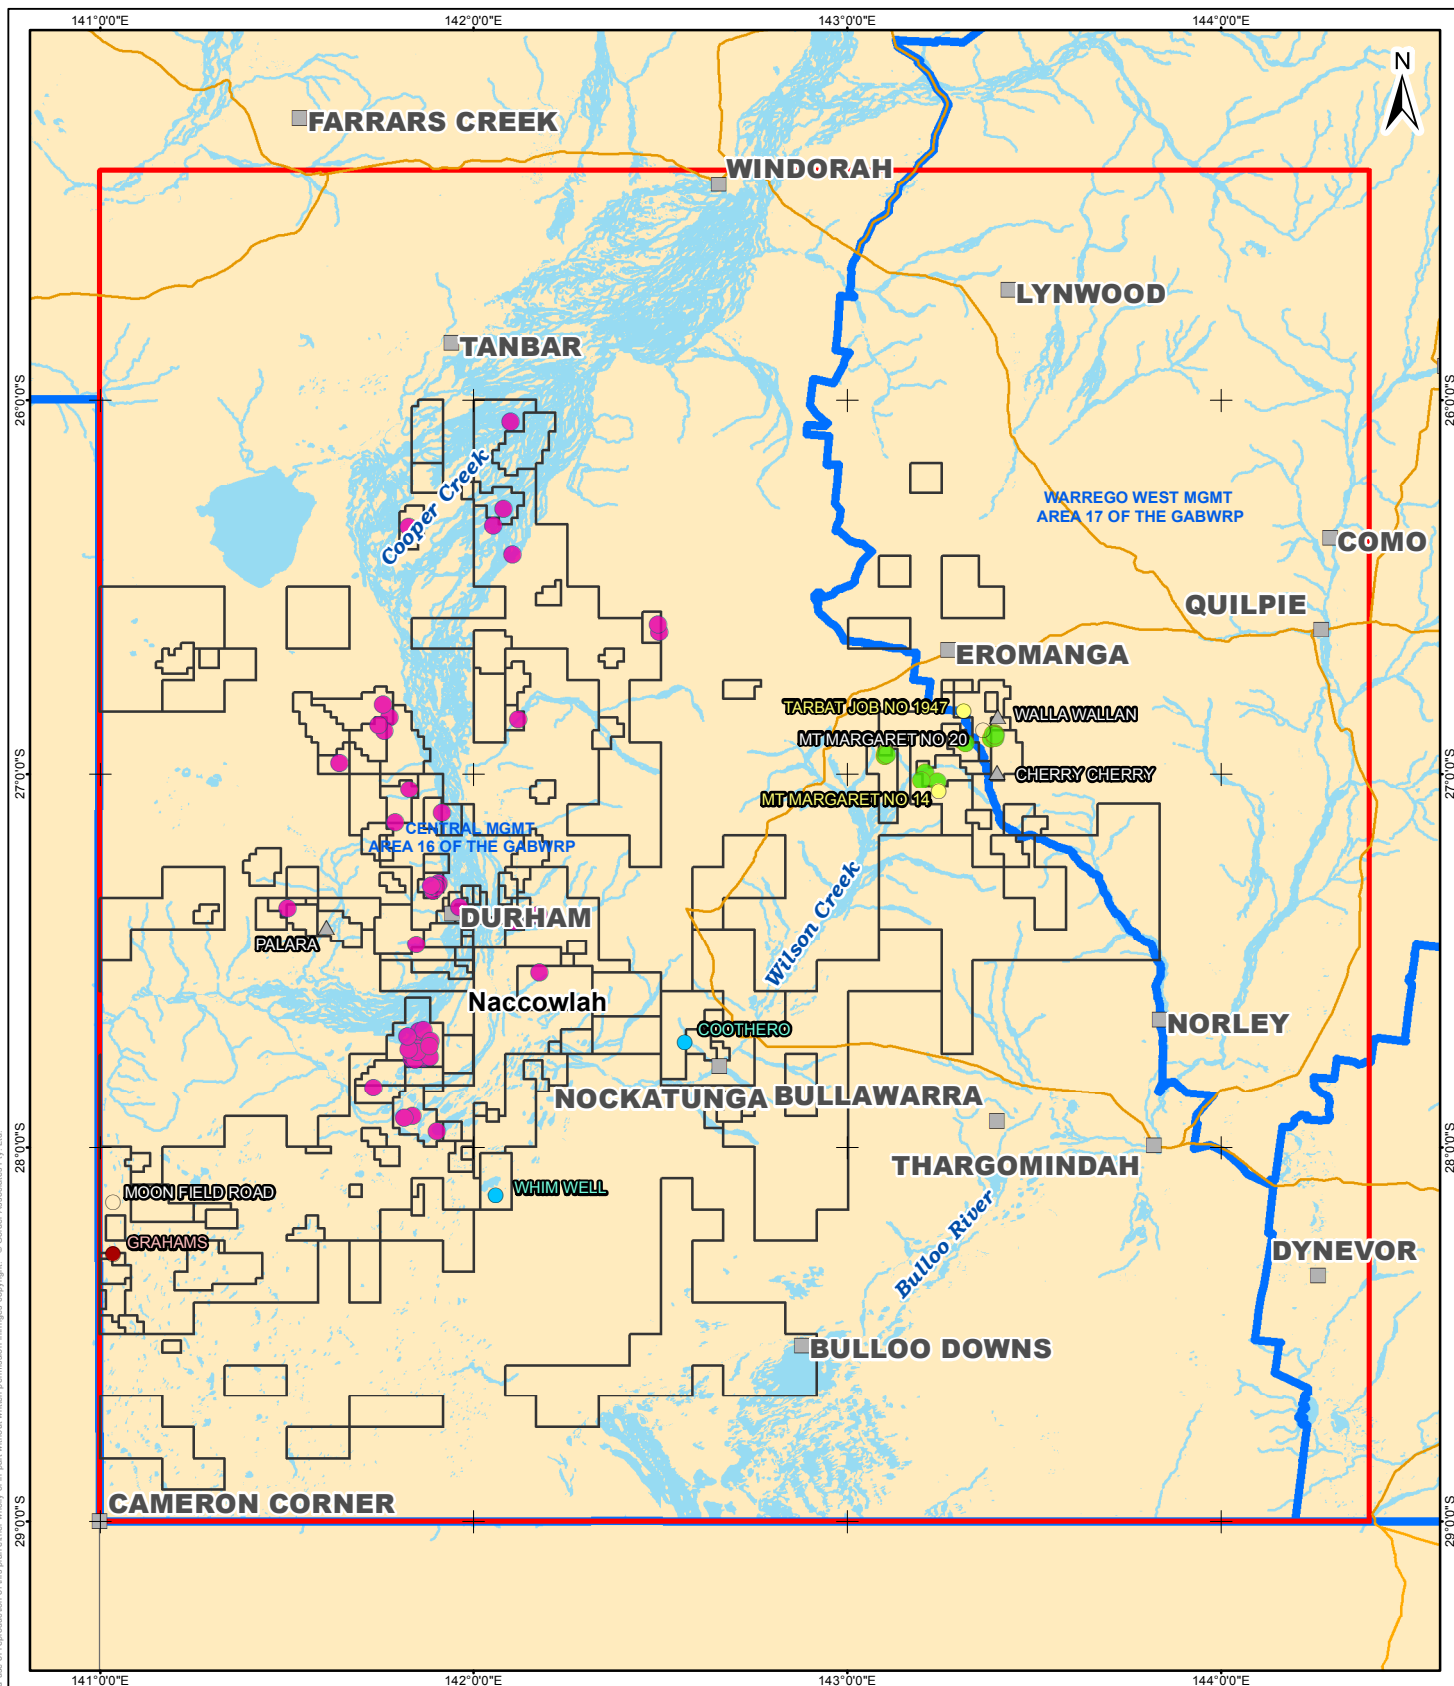 141°0'0"E
142°0'0"E
143°0'0"E
144°0'0"E
N
FARRARS CREEK
WINDORAH
LYNWOOD
TANBAR
26°0'0"S
26°0'0"S
Cooper Creek
WARREGO WEST MGMT
AREA 17 OF THE GABWRP
COMO
QUILPIE
EROMANGA
TARBAT JOB NO 1947
WALLA WALLAN
MT MARGARET NO 20
CHERRY CHERRY
27°0'0"S
27°0'0"S
MT MARGARET NO 14
CENTRAL MGMT
AREA 16 OF THE GABWRP
Wilson Creek
DURHAM
PALARA
Naccowlah
COOTHERO
NORLEY
NOCKATUNGA
BULLAWARRA
28°0'0"S
28°0'0"S
THARGOMINDAH
WHIM WELL
MOON FIELD ROAD
Bulloo River
GRAHAMS
DYNEVOR
BULLOO DOWNS
CAMERON CORNER
29°0'0"S
29°0'0"S
141°0'0"E
142°0'0"E
143°0'0"E
144°0'0"E